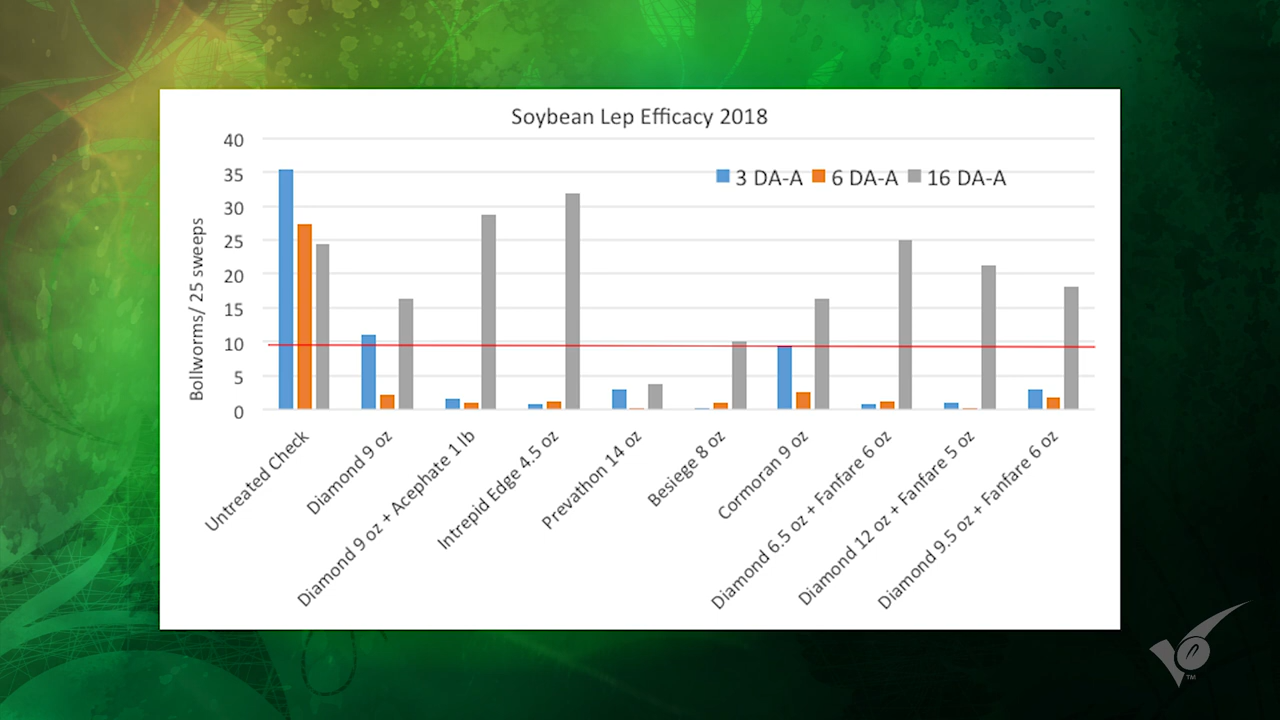 Soybean Lep Efficacy 2018
40
35
30
25
20
15
10
5
0
Bollworms/ 25 sweeps
3 DA-A 6 DA-A 16 DA-A
Untreated Check
Diamond 9 oz
Diamond 9 oz + Acephate 1 lb
Intrepid Edge 4.5 oz
Prevathon 14 oz
Besiege 8 oz
Cormoran 9 oz
Diamond 6.5 oz + Fanfare 6 oz
Diamond 12 oz + Fanfare 5 oz
Diamond 9.5 oz + Fanfare 6 oz
TM